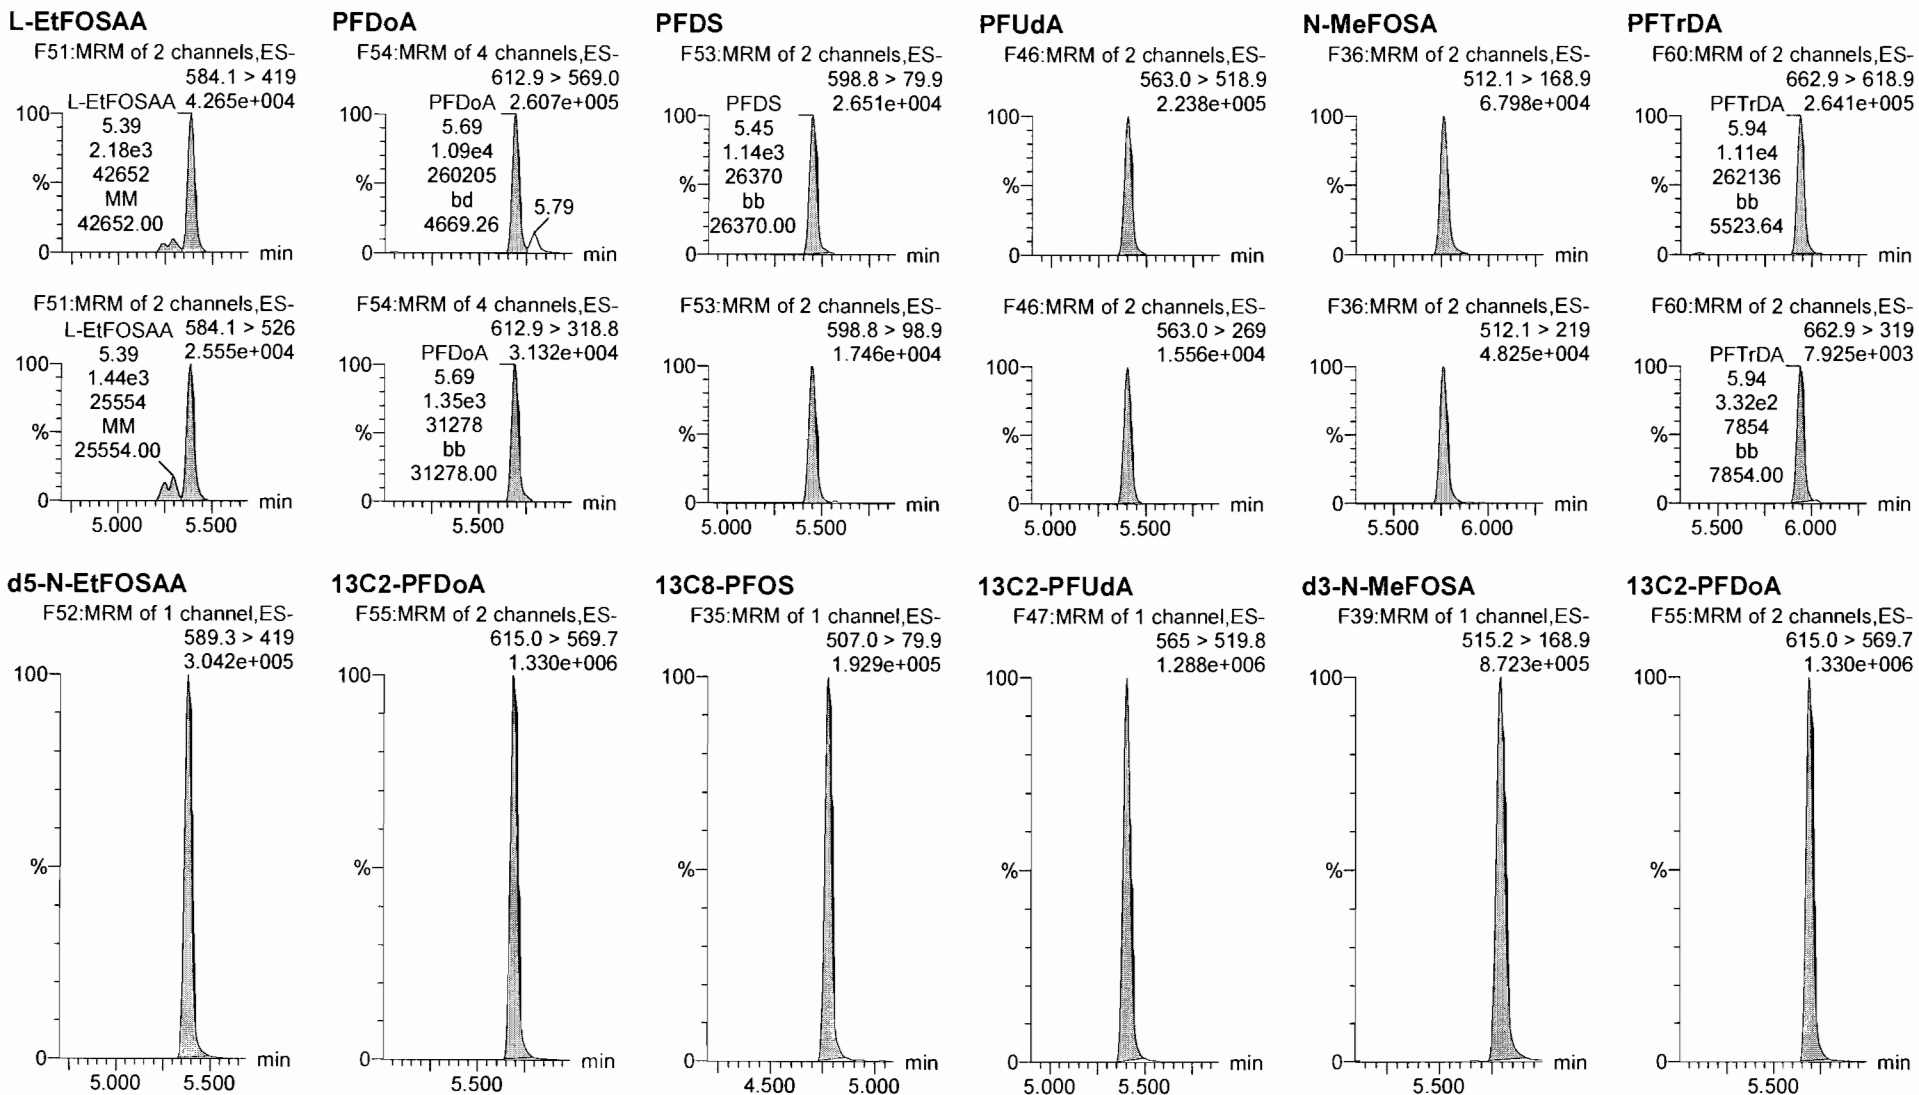 L-EtFOSAA
F51:MRM of 2 channels,ES-
584.1 > 419
L-EtFOSAA 4.265e+004
100
5.39
2.18e3
42652
MM
42652.00
%
0
min
PFDoA
F54:MRM of 4 channels,ES-
612.9 > 569.0
PFDoA 2.607e+005
100
5.69
1.09e4
260205
bd
4669.26
5.79
%
0
min
PFDS
F53:MRM of 2 channels,ES-
598.8 > 79.9
PFDS 2.651e+004
100
5.45
1.14e3
26370
bb
26370.00
%
0
min
PFUdA
F46:MRM of 2 channels,ES-
563.0 > 518.9
2.238e+005
100
%
0
min
N-MeFOSA
F36:MRM of 2 channels,ES-
512.1 > 168.9
6.798e+004
100
%
0
min
PFTrDA
F60:MRM of 2 channels,ES-
662.9 > 618.9
PFTrDA 2.641e+005
100
5.94
1.11e4
262136
bb
5523.64
%
0
min
F51:MRM of 2 channels,ES-
L-EtFOSAA 584.1 > 526
5.39 2.555e+004
100
1.44e3
25554
MM
25554.00
%
0
min
5.000 5.500
F54:MRM of 4 channels,ES-
612.9 > 318.8
PFDoA 3.132e+004
100
5.69
1.35e3
31278
bb
31278.00
%
0
min
5.500
F53:MRM of 2 channels,ES-
598.8 > 98.9
1.746e+004
100
%
0
min
5.000 5.500
F46:MRM of 2 channels,ES-
563.0 > 269
1.556e+004
100
%
0
min
5.000 5.500
F36:MRM of 2 channels,ES-
512.1 > 219
4.825e+004
100
%
0
min
5.500 6.000
F60:MRM of 2 channels,ES-
662.9 > 319
PFTrDA 7.925e+003
100
5.94
3.32e2
7854
bb
7854.00
%
0
min
5.500 6.000
d5-N-EtFOSAA
F52:MRM of 1 channel,ES-
589.3 > 419
3.042e+005
100
%
0
min
5.000 5.500
13C2-PFDoA
F55:MRM of 2 channels,ES-
615.0 > 569.7
1.330e+006
100
%
0
min
5.500
13C8-PFOS
F35:MRM of 1 channel,ES-
507.0 > 79.9
1.929e+005
100
%
0
min
4.500 5.000
13C2-PFUdA
F47:MRM of 1 channel,ES-
565 > 519.8
1.288e+006
100
%
0
min
5.000 5.500
d3-N-MeFOSA
F39:MRM of 1 channel,ES-
515.2 > 168.9
8.723e+005
100
%
0
min
5.500
13C2-PFDoA
F55:MRM of 2 channels,ES-
615.0 > 569.7
1.330e+006
100
%
0
min
5.500